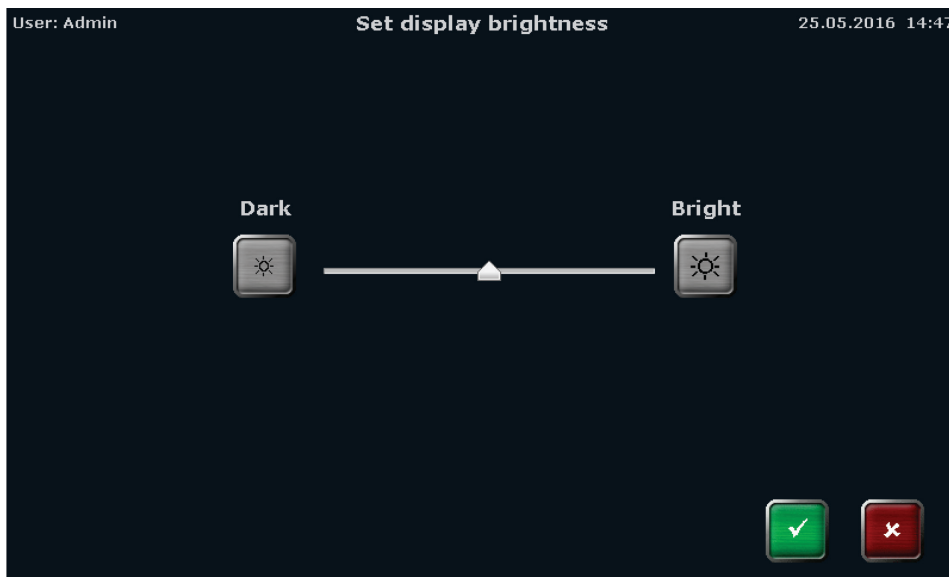 User: Admin
Set display brightness
25.05.2016 14:47
Dark
Bright